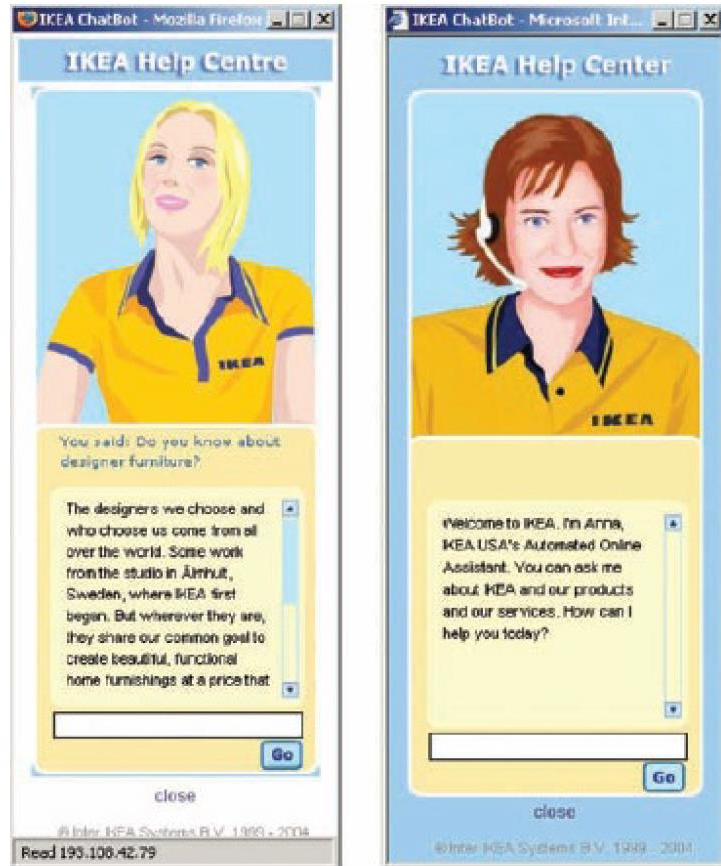 IKEA ChatBot - Mozilla Firefox
IKEA Help Centre
IKEA
You said: Do you know about
designer furniture?
The designers we choose and
who choose us come from all
over the world. Some work
from the studio in Älmhult,
Sweden, where IKEA first
began. But wherever they are,
they share our common goal to
create beautiful, functional
home furnishings at a price that
Go
close
© Inter IKEA Systems B.V. 1999 - 2004
Read 193.108.42.79
IKEA ChatBot - Microsoft Int...
IKEA Help Center
IKEA
Welcome to IKEA. I'm Anna,
IKEA USA's Automated Online
Assistant. You can ask me
about IKEA and our products
and our services. How can I
help you today?
Go
close
© Inter IKEA Systems B.V. 1999 - 2004